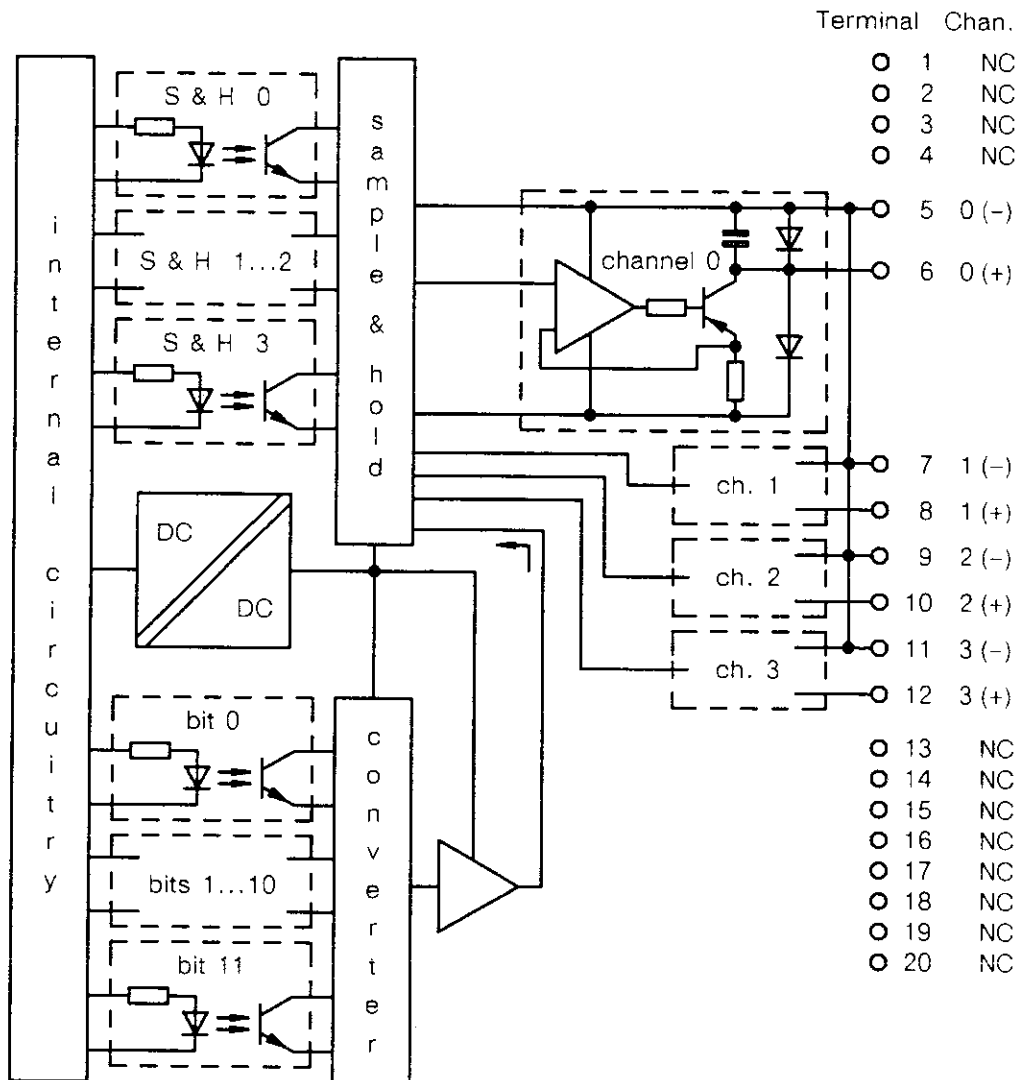 Terminal Chan.
1 NC
2 NC
3 NC
4 NC
5 0 (−)
6 0 (+)
7 1 (−)
8 1 (+)
9 2 (−)
10 2 (+)
11 3 (−)
12 3 (+)
13 NC
14 NC
15 NC
16 NC
17 NC
18 NC
19 NC
20 NC
internal circuitry
S & H 0
S & H 1...2
S & H 3
sample & hold
channel 0
ch. 1
ch. 2
ch. 3
DC
DC
bit 0
bits 1...10
bit 11
converter